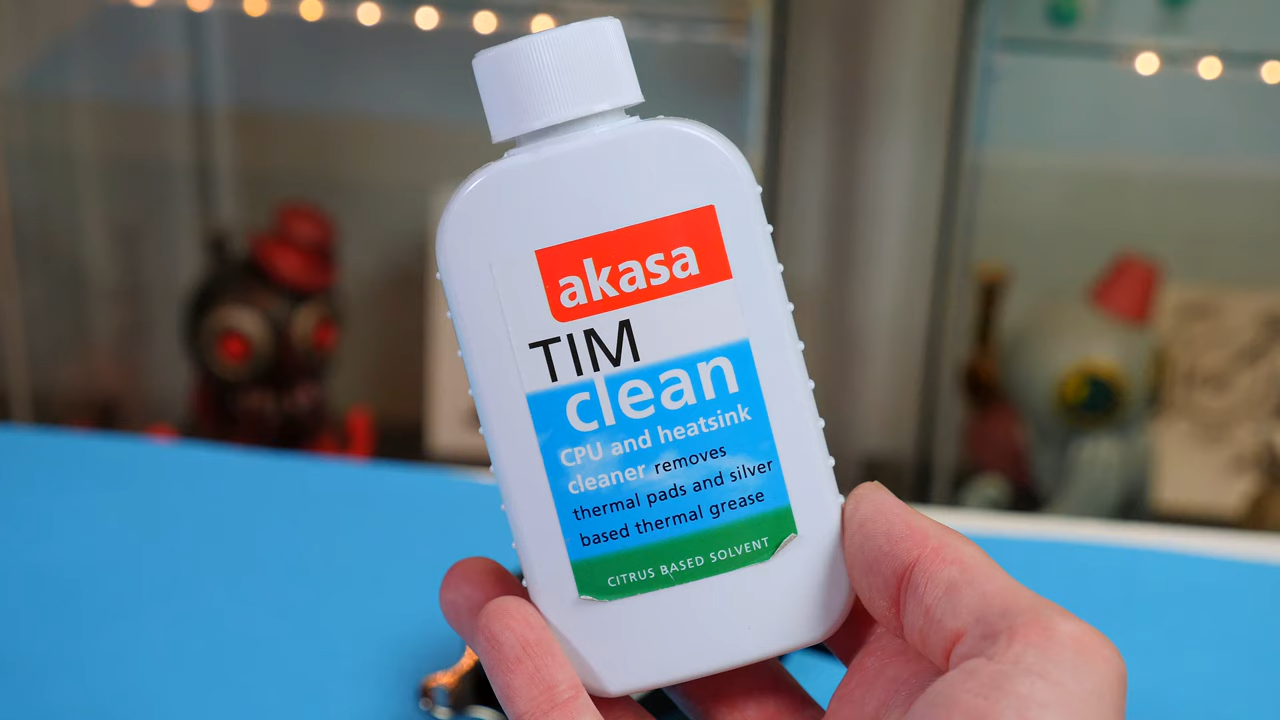 akasa
TIM
clean
CPU and heatsink
cleaner removes
thermal pads and silver
based thermal grease
CITRUS BASED SOLVENT